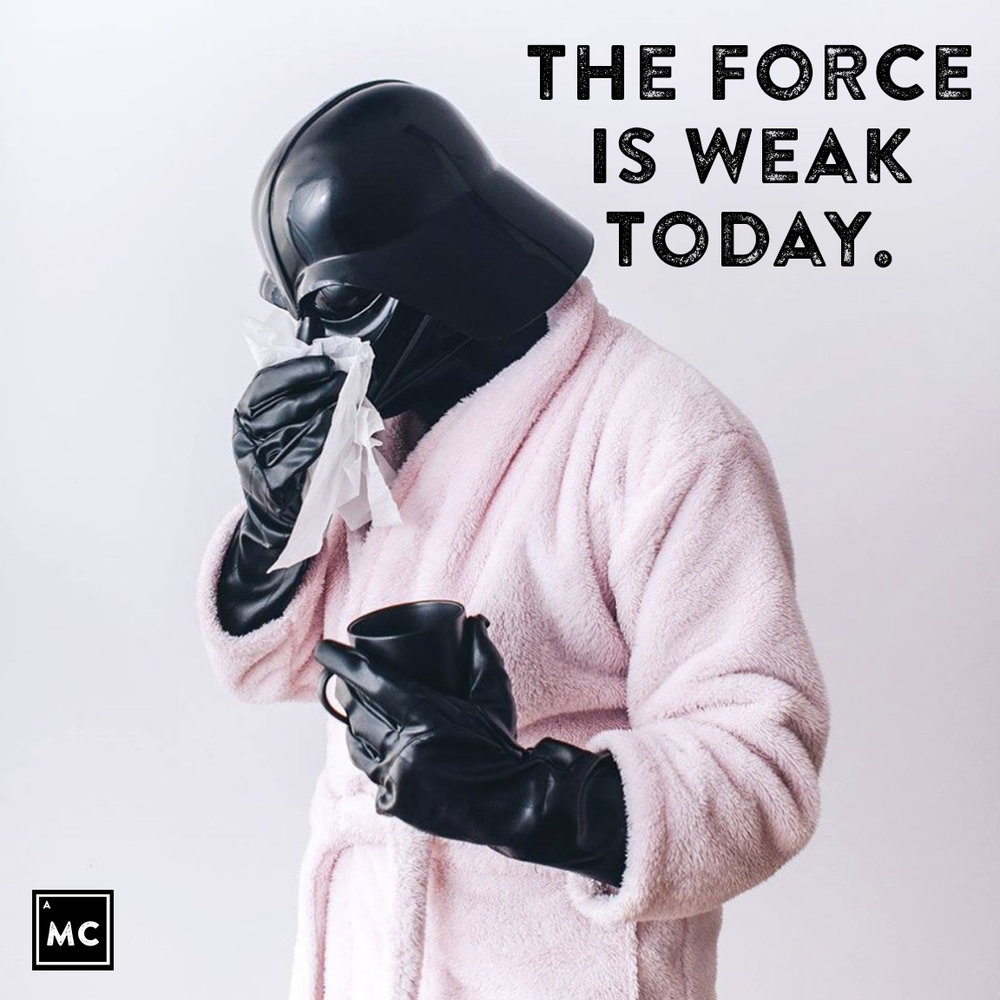 THE FORCE
IS WEAK
TODAY.
A
MC